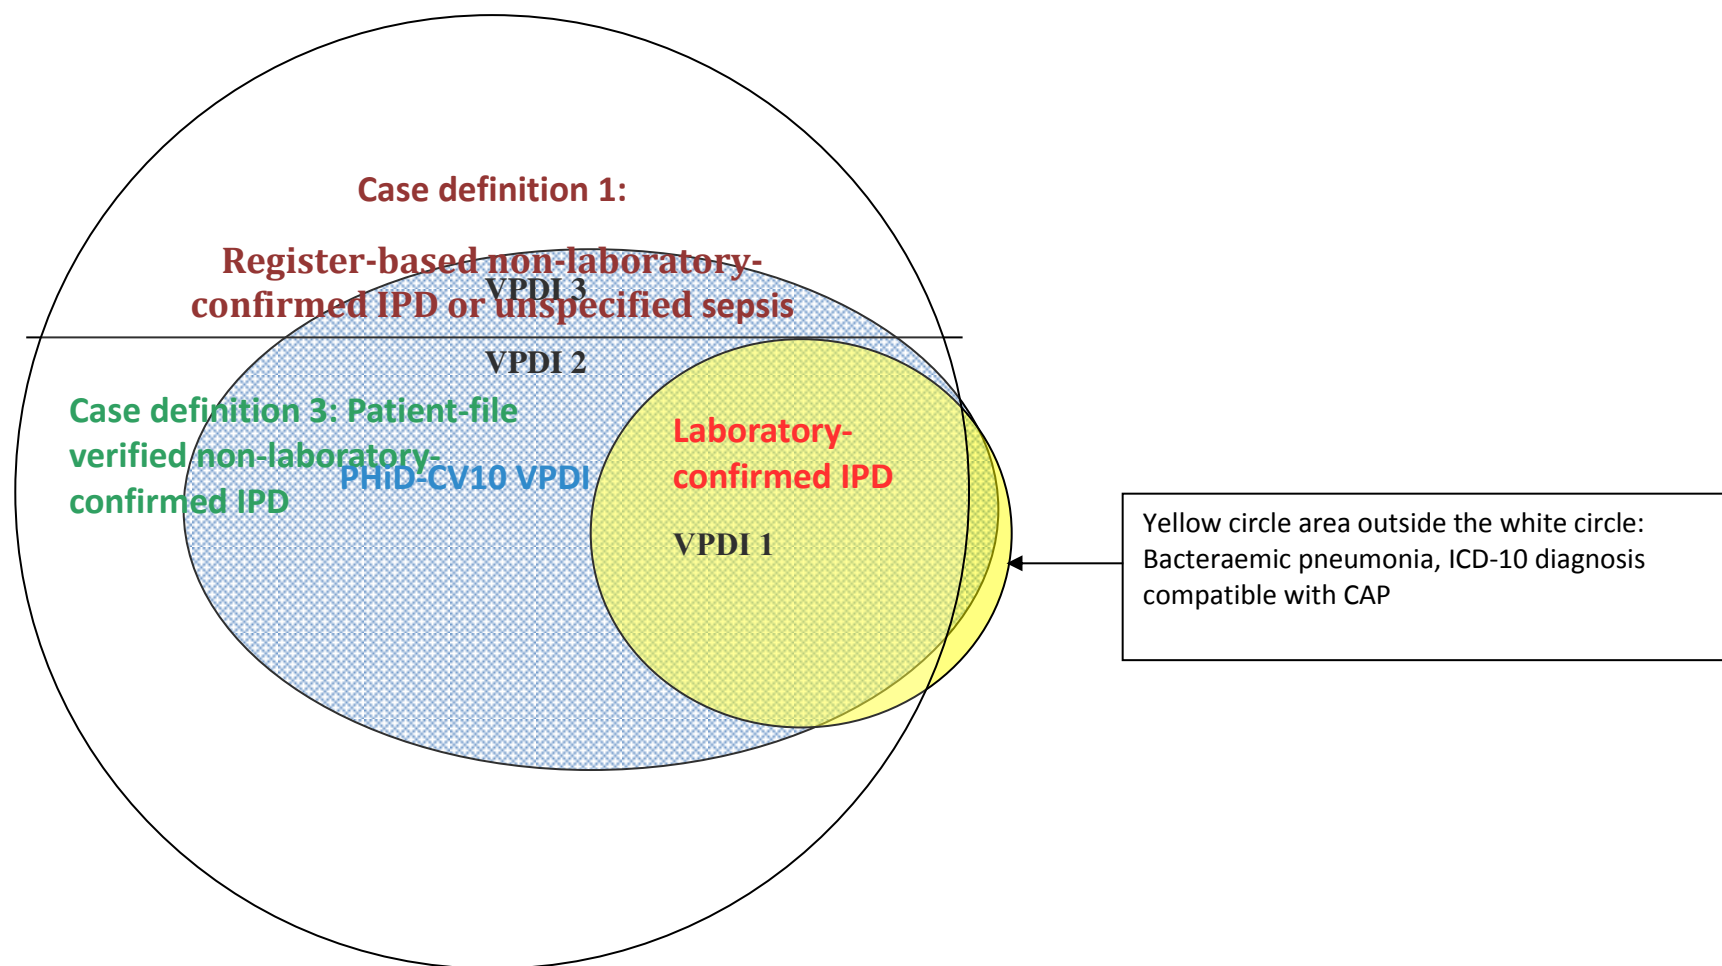 Case definition 1:
Register-based non-laboratory-
confirmed IPD or unspecified sepsis
VPDI 3
VPDI 2
Case definition 3: Patient-file
verified non-laboratory-
confirmed IPD
PHiD-CV10 VPDI
Laboratory-
confirmed IPD
VPDI 1
Yellow circle area outside the white circle:
Bacteraemic pneumonia, ICD-10 diagnosis
compatible with CAP